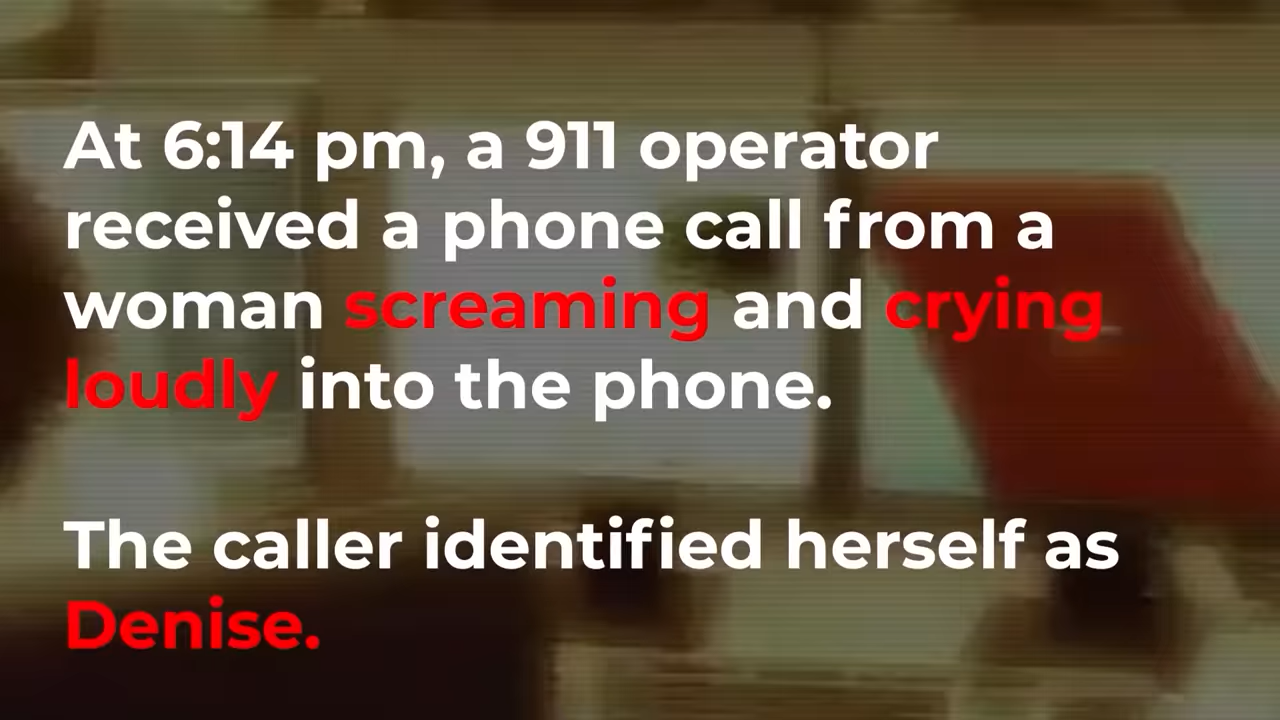 At 6:14 pm, a 911 operator
received a phone call from a
woman screaming and crying
loudly into the phone.
The caller identified herself as
Denise.